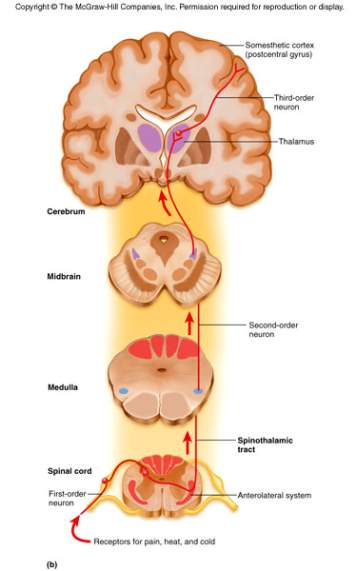 Copyright © The McGraw-Hill Companies, Inc. Permission required for reproduction or display.
Somesthetic cortex
(postcentral gyrus)
Third-order
neuron
Thalamus
Cerebrum
Midbrain
Second-order
neuron
Medulla
Spinothalamic
tract
Spinal cord
First-order
neuron
Anterolateral system
Receptors for pain, heat, and cold
(b)